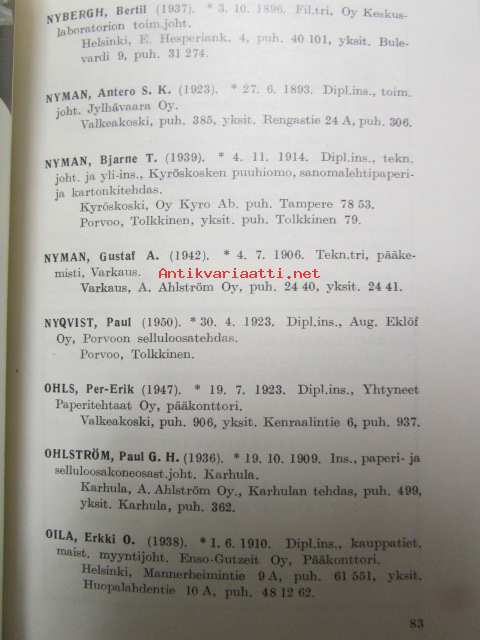 NYBERGH, Bertil (1937). * 3. 10. 1896. Fil.tri, Oy Keskus-
laboratorion toim.joht.
Helsinki, E. Hesperiank. 4, puh. 40 101, yksit. Bule-
vardi 9, puh. 31 274.
NYMAN, Antero S. K. (1923). * 27. 6. 1893. Dipl.ins., toim.
joht. Jylhävaara Oy.
Valkeakoski, puh. 385, yksit. Rengastie 24 A, puh. 306.
NYMAN, Bjarne T. (1939). * 4. 11. 1914. Dipl.ins., tekn.
joht. ja yli-ins., Kyröskosken puuhiomo, sanomalehtipaperi-
ja kartonkitehdas.
Kyröskoski, Oy Kyro Ab. puh. Tampere 78 53.
Porvoo, Tolkkinen, yksit. puh. Tolkkinen 79.
NYMAN, Gustaf A. (1942). * 4. 7. 1906. Tekn.tri, pääke-
misti, Varkaus.
Antikvariaatti.net
Varkaus, A. Ahlström Oy, puh. 24 40, yksit. 24 41.
NYQVIST, Paul (1950). * 30. 4. 1923. Dipl.ins., Aug. Eklöf
Oy, Porvoon selluloosatehdas.
Porvoo, Tolkkinen.
OHLS, Per-Erik (1947). * 19. 7. 1923. Dipl.ins., Yhtyneet
Paperitehtaat Oy, pääkonttori.
Valkeakoski, puh. 906, yksit. Kenraalintie 6, puh. 937.
OHLSTRÖM, Paul G. H. (1936). * 19. 10. 1909. Ins., paperi- ja
selluloosakoneosast.joht. Karhula.
Karhula, A. Ahlström Oy., Karhulan tehdas, puh. 499,
yksit. Karhula, puh. 362.
OILA, Erkki O. (1938). * 1. 6. 1910. Dipl.ins., kauppatiet.
maist. myyntijoht. Enso-Gutzeit Oy, Pääkonttori.
Helsinki, Mannerheimintie 9 A, puh. 61 551, yksit.
Huopalahdentie 10 A, puh. 48 12 62.
83